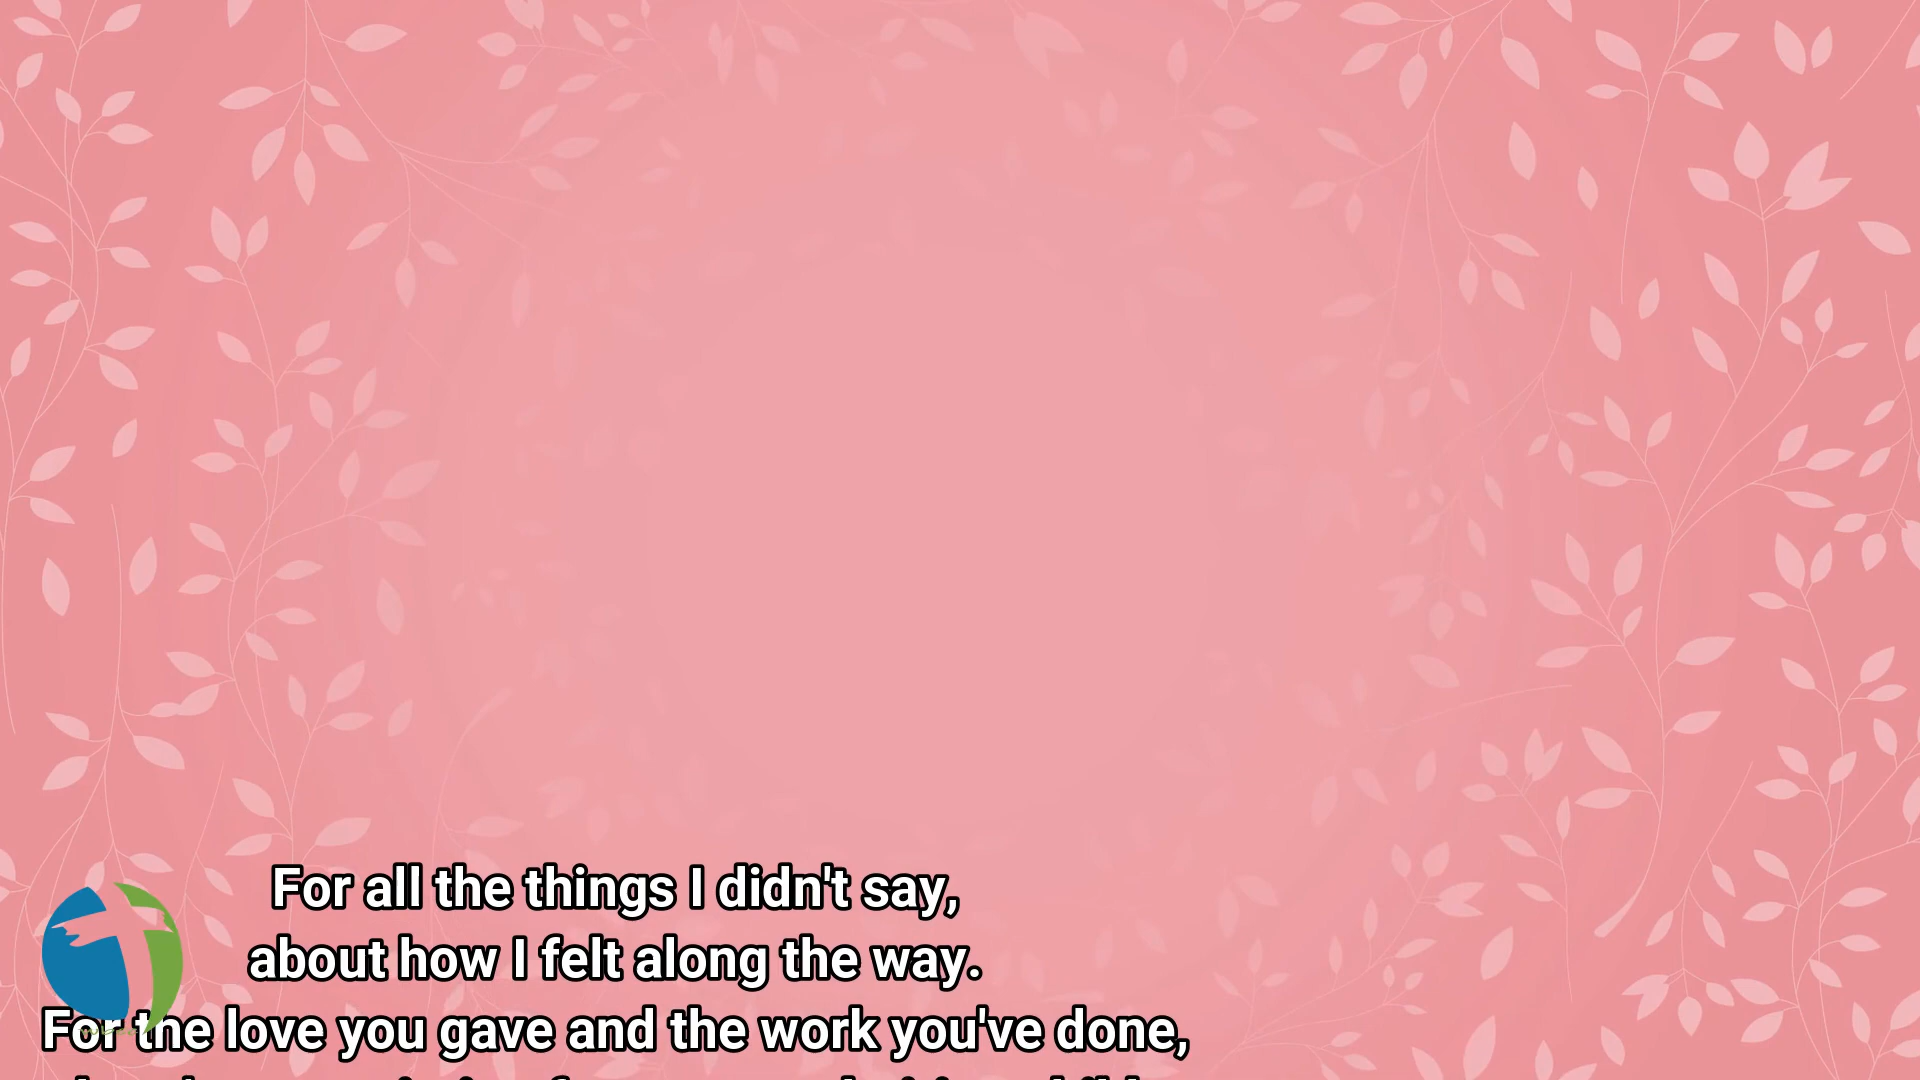 For all the things I didn't say,
about how I felt along the way.
For the love you gave and the work you've done,